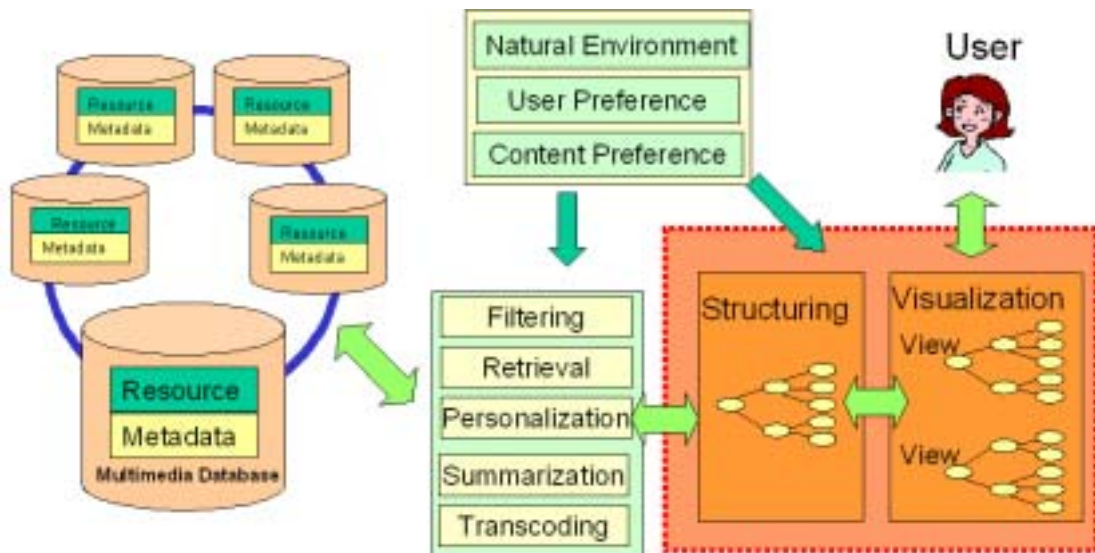 Resource
Metadata
Resource
Metadata
Resource
Metadata
Resource
Metadata
Resource
Metadata
Multimedia Database
Natural Environment
User Preference
Content Preference
Filtering
Retrieval
Personalization
Summarization
Transcoding
User
Structuring
Visualization
View
View